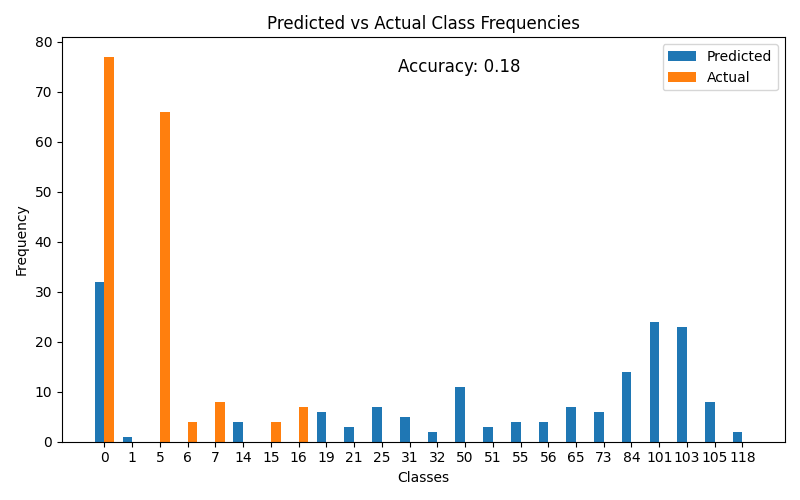 Predicted vs Actual Class Frequencies
Accuracy: 0.18
Predicted
Actual
Frequency
80
70
60
50
40
30
20
10
0
0 1 5 6 7 14 15 16 19 21 25 31 32 50 51 55 56 65 73 84 101 103 105 118
Classes